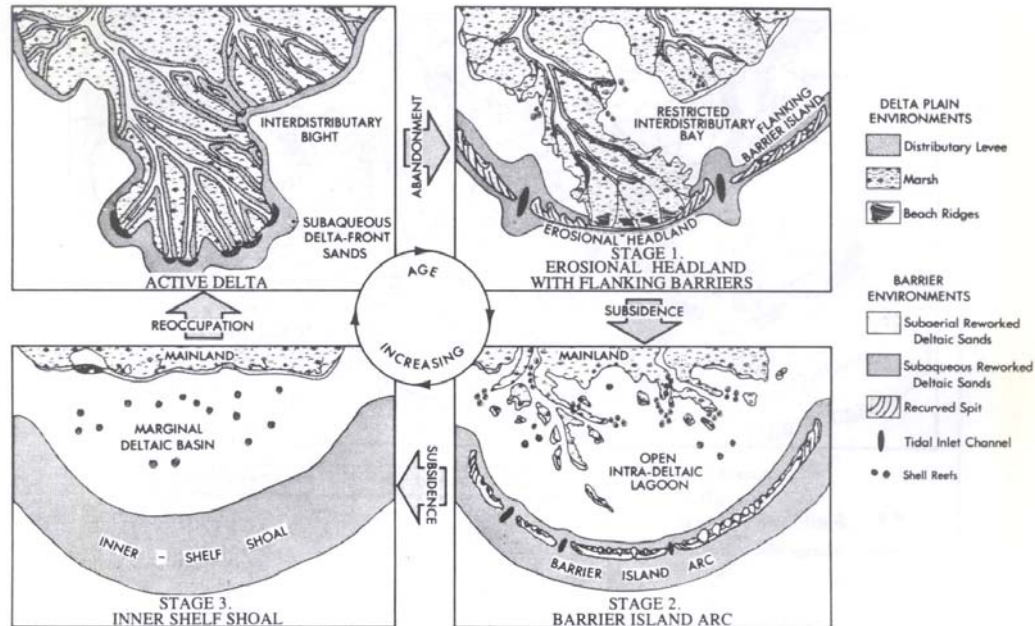 INTERDISTRIBUTARY
BIGHT
SUBAQUEOUS
DELTA-FRONT
SANDS
ACTIVE DELTA
ABANDONMENT
RESTRICTED
INTERDISTRIBUTARY
BAY
FLANKING
BARRIER ISLAND
EROSIONAL HEADLAND
STAGE 1.
EROSIONAL HEADLAND
WITH FLANKING BARRIERS
DELTA PLAIN
ENVIRONMENTS
Distributary Levee
Marsh
Beach Ridges
BARRIER
ENVIRONMENTS
Subaerial Reworked
Deltaic Sands
Subaqueous Reworked
Deltaic Sands
Recurved Spit
Tidal Inlet Channel
Shell Reefs
AGE
INCREASING
REOCCUPATION
SUBSIDENCE
MAINLAND
MARGINAL
DELTAIC BASIN
INNER - SHELF SHOAL
STAGE 3.
INNER SHELF SHOAL
SUBSIDENCE
MAINLAND
OPEN
INTRA-DELTAIC
LAGOON
BARRIER ISLAND ARC
STAGE 2.
BARRIER ISLAND ARC